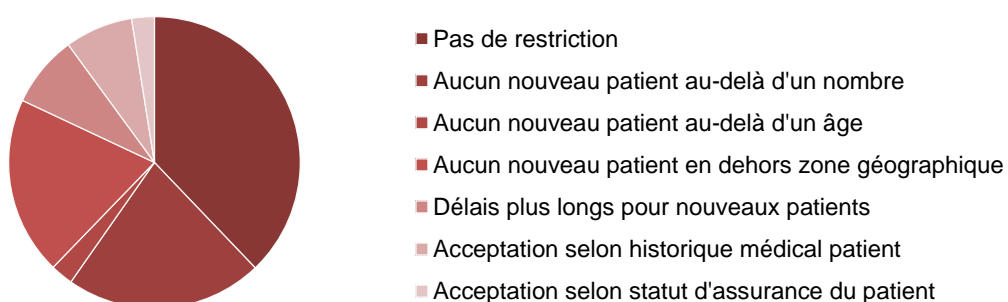 Pas de restriction
Aucun nouveau patient au-delà d'un nombre
Aucun nouveau patient au-delà d'un âge
Aucun nouveau patient en dehors zone géographique
Délais plus longs pour nouveaux patients
Acceptation selon historique médical patient
Acceptation selon statut d'assurance du patient